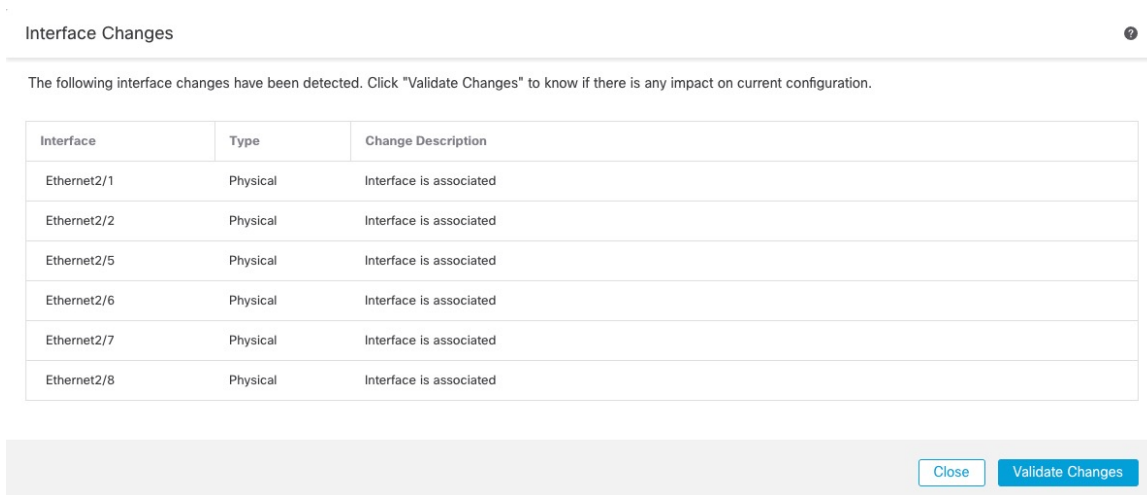 Interface Changes
The following interface changes have been detected. Click "Validate Changes" to know if there is any impact on current configuration.
Interface Type Change Description
Ethernet2/1 Physical Interface is associated
Ethernet2/2 Physical Interface is associated
Ethernet2/5 Physical Interface is associated
Ethernet2/6 Physical Interface is associated
Ethernet2/7 Physical Interface is associated
Ethernet2/8 Physical Interface is associated
Close Validate Changes